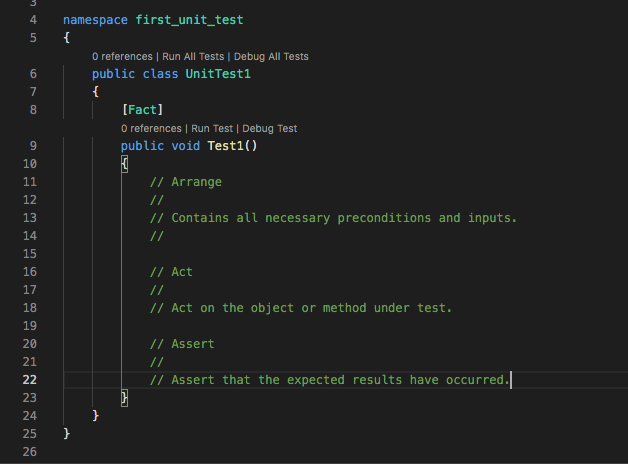 3
4 namespace first_unit_test
5 {
0 references | Run All Tests | Debug All Tests
6 public class UnitTest1
7 {
8 [Fact]
0 references | Run Test | Debug Test
9 public void Test1()
10 {
11 // Arrange
12 //
13 // Contains all necessary preconditions and inputs.
14 //
15
16 // Act
17 //
18 // Act on the object or method under test.
19
20 // Assert
21 //
22 // Assert that the expected results have occurred.
23 }
24 }
25 }
26